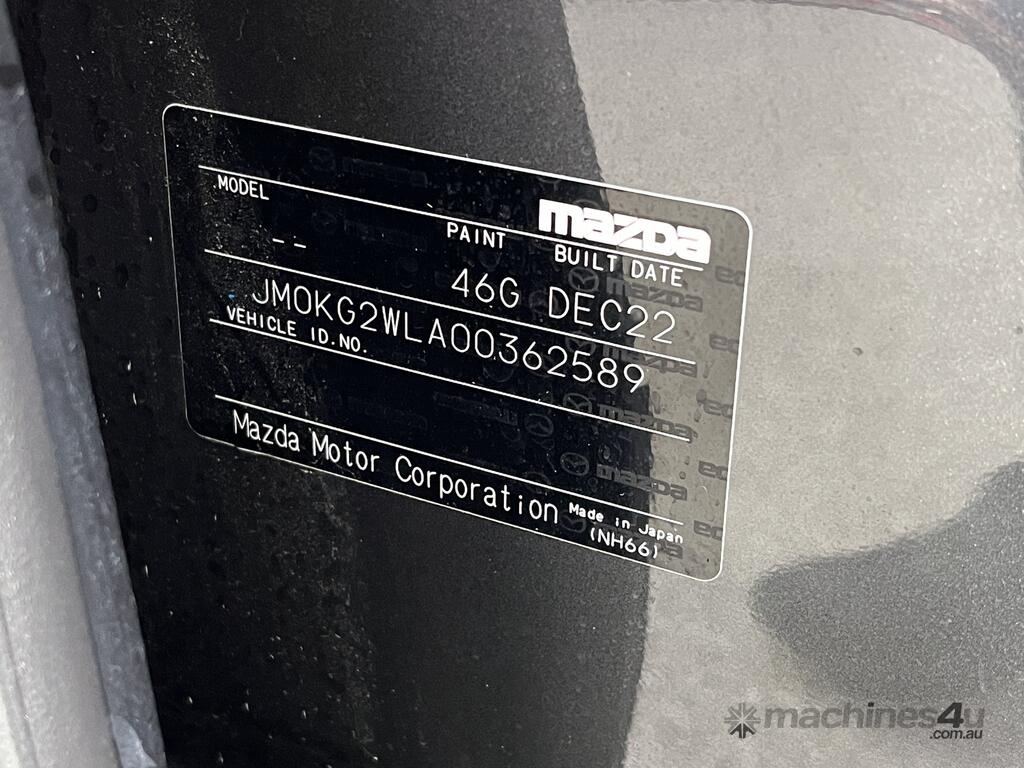 mazda
MODEL PAINT BUILT DATE
-- 46G DEC22
JM0KG2WLA00362589
VEHICLE ID.NO.
Mazda Motor Corporation Made in Japan
(NH66)
machines4u
.com.au